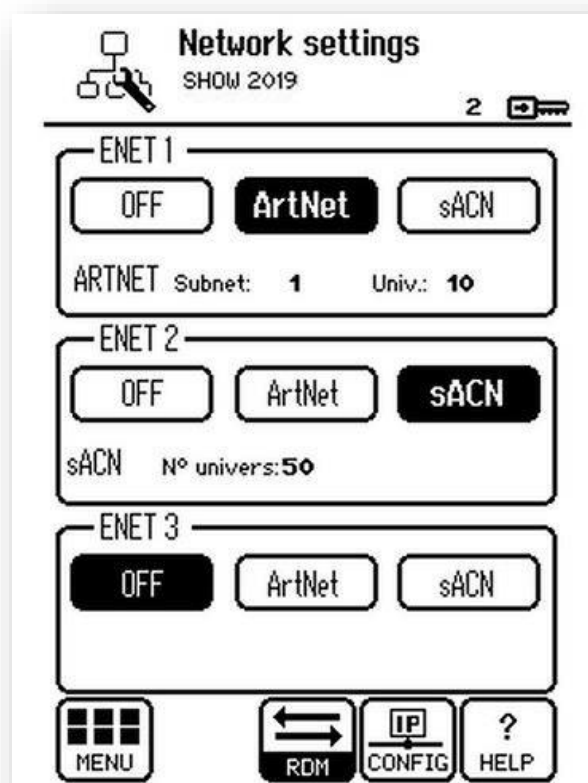 Network settings
SHOW 2019
2
ENET 1
OFF ArtNet sACN
ARTNET Subnet: 1 Univ.: 10
ENET 2
OFF ArtNet sACN
sACN Nº univers:50
ENET 3
OFF ArtNet sACN
MENU RDM IP CONFIG ? HELP